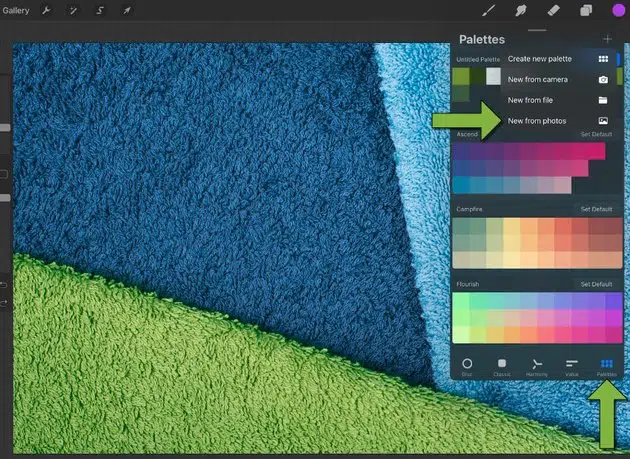 Gallery
Palettes
Untitled Palette
Create new palette
New from camera
New from file
New from photos
Ascend Set Default
Campfire Set Default
Flourish Set Default
Disc Classic Harmony Value Palettes